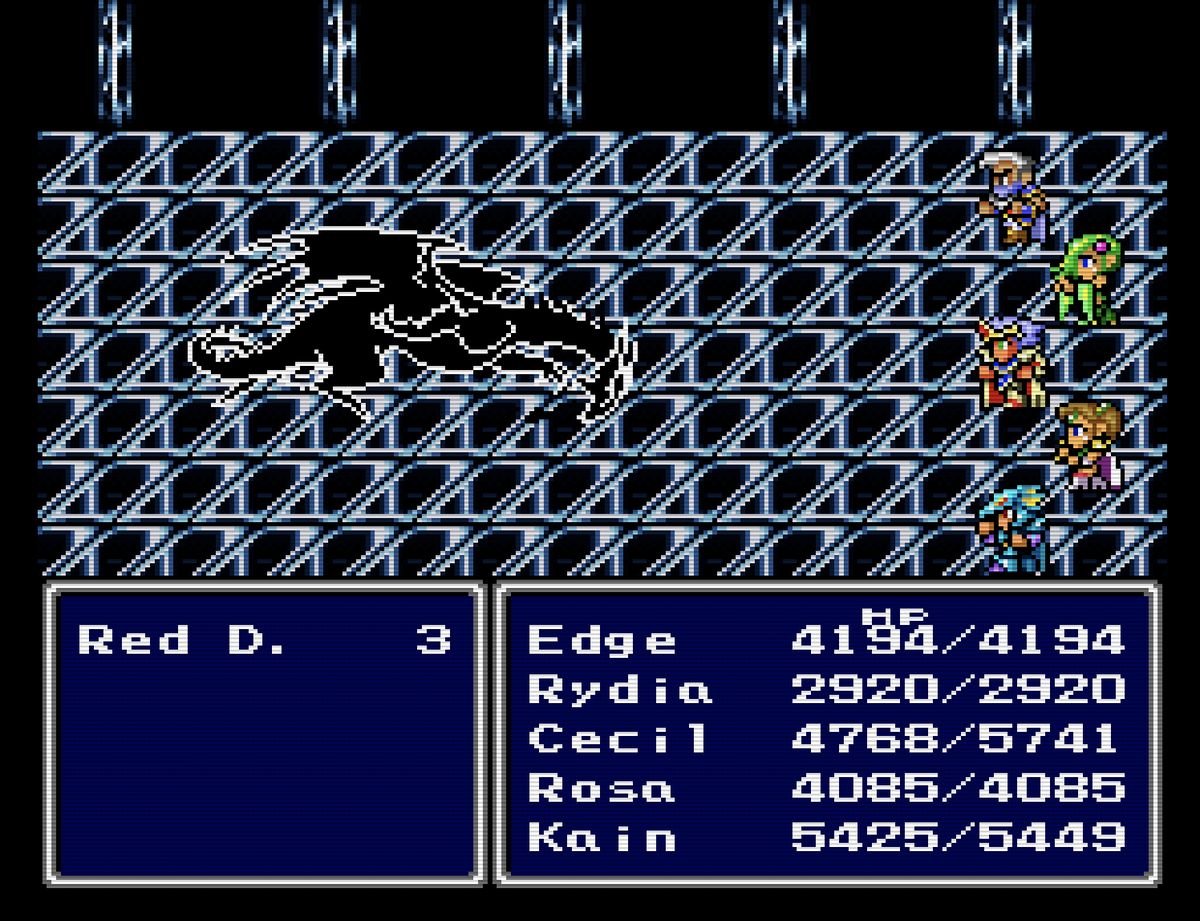 Red D. 3
HP
Edge 4194/4194
Rydia 2920/2920
Cecil 4768/5741
Rosa 4085/4085
Kain 5425/5449